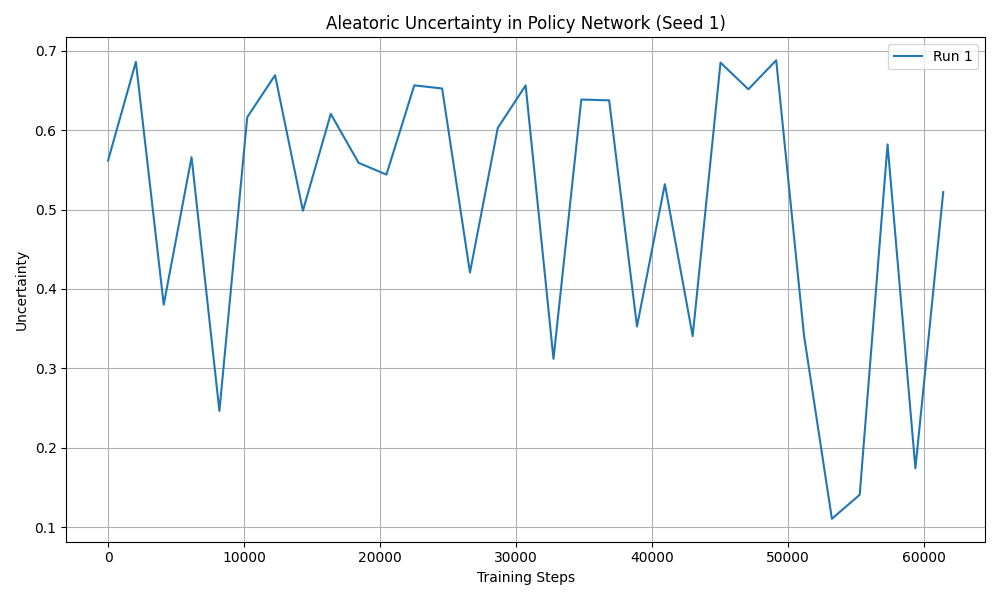 Aleatoric Uncertainty in Policy Network (Seed 1)
Run 1
Uncertainty
0.7
0.6
0.5
0.4
0.3
0.2
0.1
0 10000 20000 30000 40000 50000 60000
Training Steps